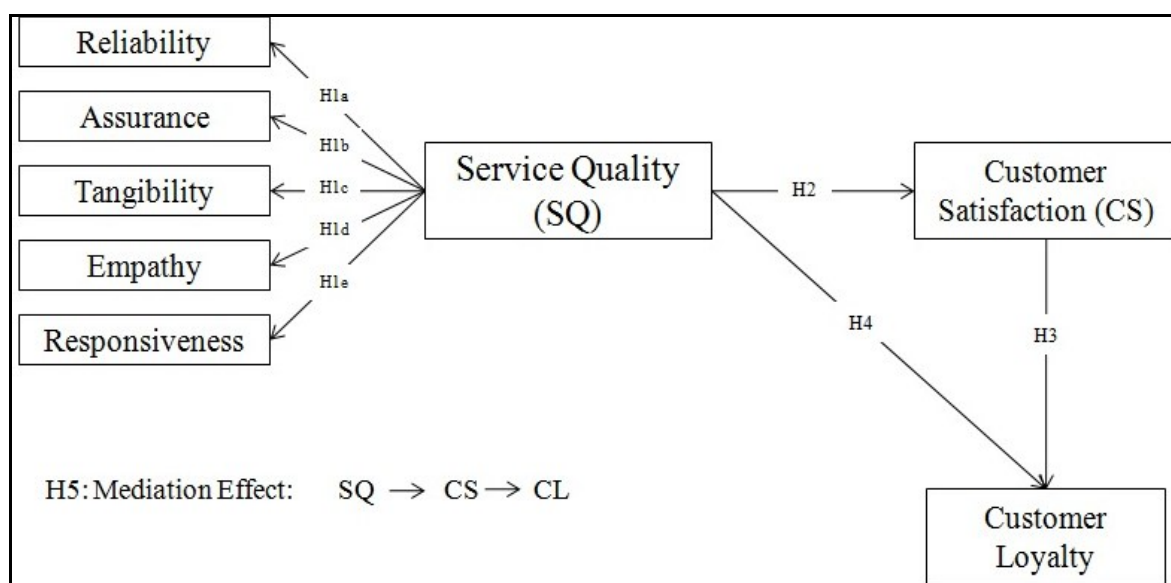 Reliability
Assurance
Tangibility
Empathy
Responsiveness
H1a
H1b
H1c
H1d
H1e
Service Quality
(SQ)
H2
Customer
Satisfaction (CS)
H4
H3
Customer
Loyalty
H5: Mediation Effect: SQ → CS → CL